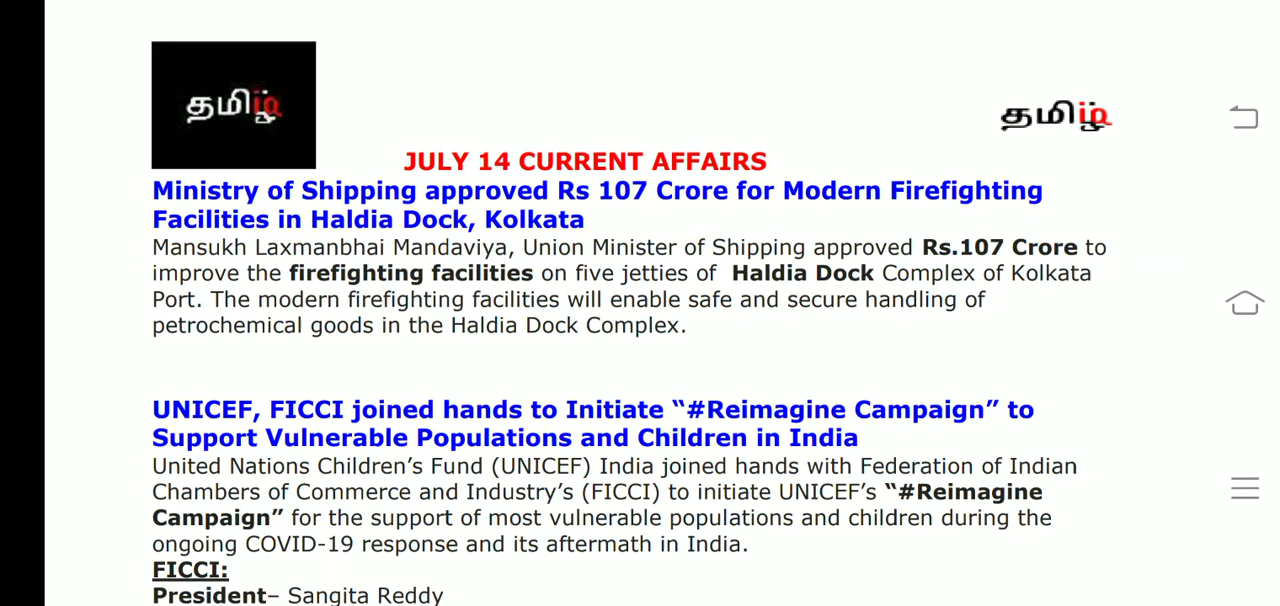 தமிழ்
தமிழ்
JULY 14 CURRENT AFFAIRS
Ministry of Shipping approved Rs 107 Crore for Modern Firefighting
Facilities in Haldia Dock, Kolkata
Mansukh Laxmanbhai Mandaviya, Union Minister of Shipping approved Rs.107 Crore to
improve the firefighting facilities on five jetties of Haldia Dock Complex of Kolkata
Port. The modern firefighting facilities will enable safe and secure handling of
petrochemical goods in the Haldia Dock Complex.
UNICEF, FICCI joined hands to Initiate “#Reimagine Campaign” to
Support Vulnerable Populations and Children in India
United Nations Children’s Fund (UNICEF) India joined hands with Federation of Indian
Chambers of Commerce and Industry’s (FICCI) to initiate UNICEF’s “#Reimagine
Campaign” for the support of most vulnerable populations and children during the
ongoing COVID-19 response and its aftermath in India.
FICCI:
President– Sangita Reddy